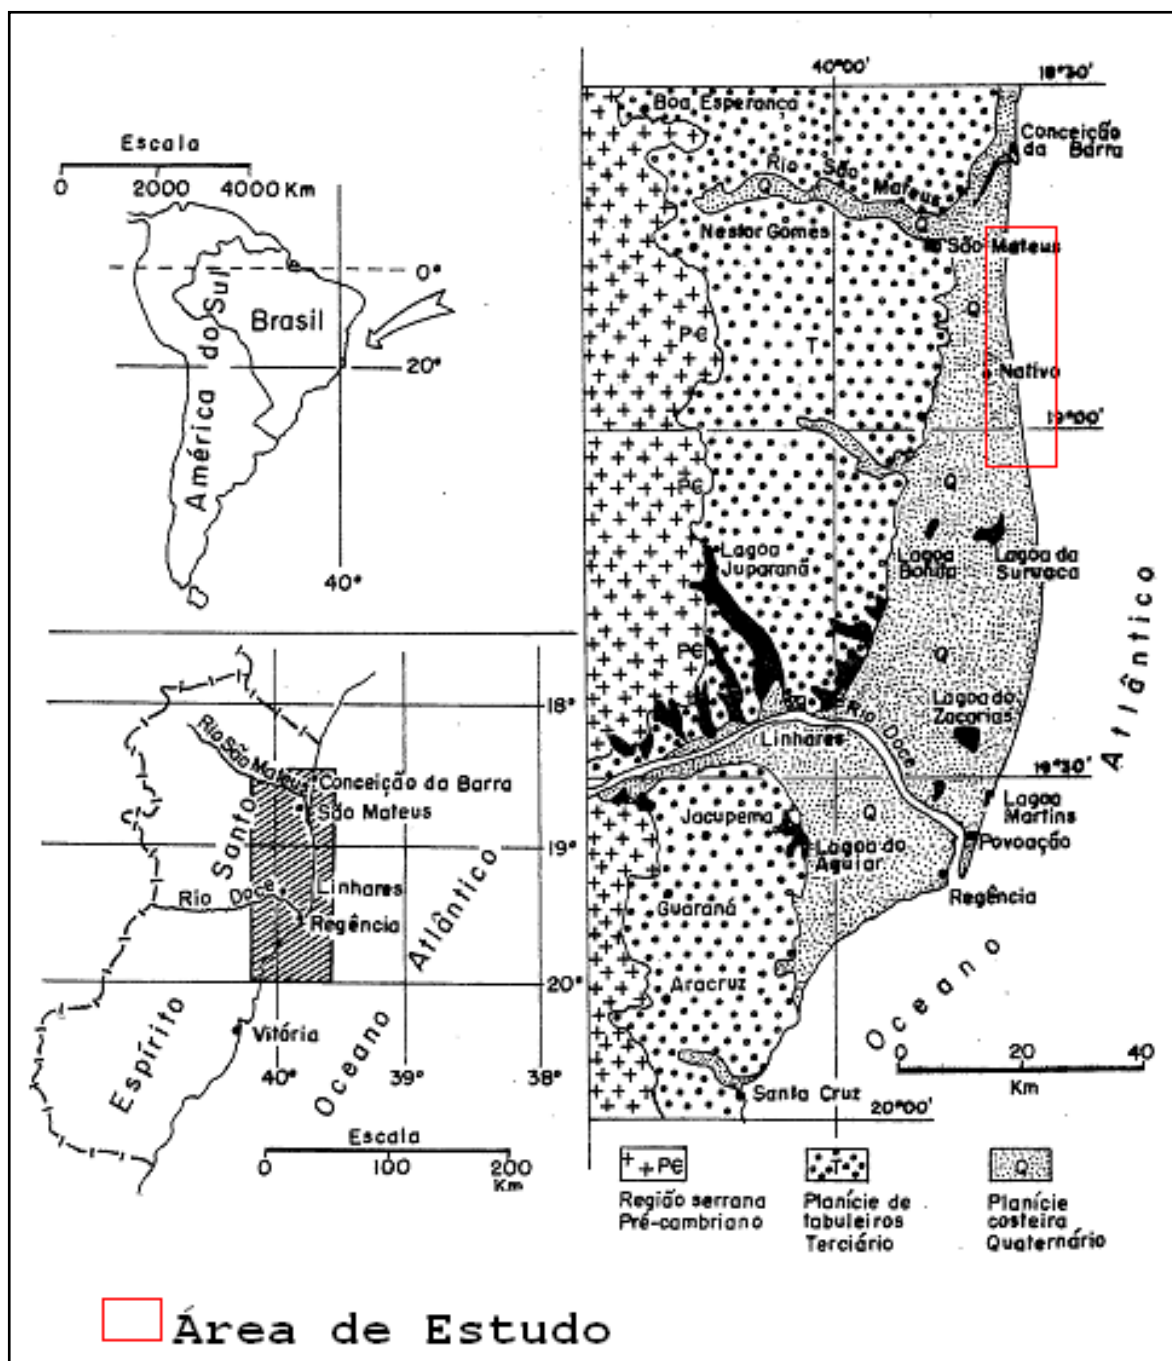 Escala
0 2000 4000 Km
0°
América do Sul
Brasil
20°
40°
18°
Rio São Mateus
Conceição da Barra
São Mateus
19°
Santo
Rio Doce
Linhares
Regência
Atlântico
20°
Espírito
Vitória
40°
39°
38°
Oceano
Escala
0 100 200
Km
40°00'
18°30'
Boa Esperança
Conceição
da Barra
Rio São Mateus
Q
Nestor Gomes
Q
São Mateus
Q
PЄ
T
Nativo
19°00'
PЄ
Q
Lagoa
Juparanã
Lagoa
Bonita
Lagoa da
Suruaca
Atlântico
PЄ
Q
Lagoa do
Zacarias
Rio Doce
Linhares
19°30'
Lagoa
Martins
Jacupema
Q
Lagoa do
Aguiar
Povoação
Regência
Guaraná
Oceano
Aracruz
0 20 40
Km
Santa Cruz
20°00'
PЄ
T
Q
Região serrana
Pré-cambriano
Planície de
tabuleiros
Terciário
Planície
costeira
Quaternário
Área de Estudo